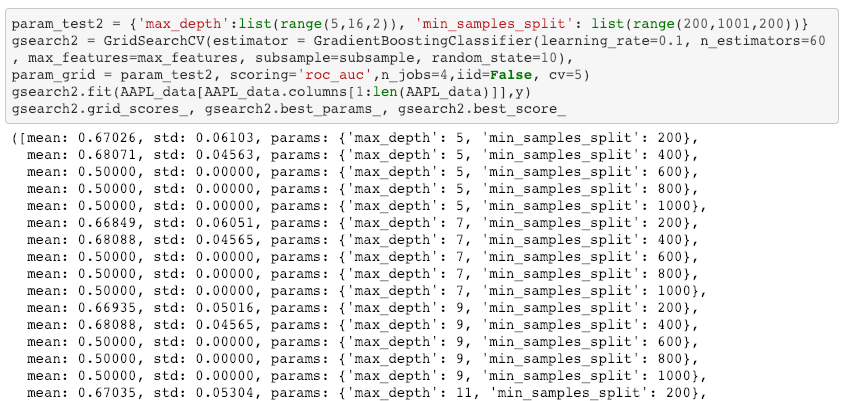 param_test2 = {'max_depth':list(range(5,16,2)), 'min_samples_split': list(range(200,1001,200))}
gsearch2 = GridSearchCV(estimator = GradientBoostingClassifier(learning_rate=0.1, n_estimators=60
, max_features=max_features, subsample=subsample, random_state=10),
param_grid = param_test2, scoring='roc_auc',n_jobs=4,iid=False, cv=5)
gsearch2.fit(AAPL_data[AAPL_data.columns[1:len(AAPL_data)]],y)
gsearch2.grid_scores_, gsearch2.best_params_, gsearch2.best_score_
([mean: 0.67026, std: 0.06103, params: {'max_depth': 5, 'min_samples_split': 200},
mean: 0.68071, std: 0.04563, params: {'max_depth': 5, 'min_samples_split': 400},
mean: 0.50000, std: 0.00000, params: {'max_depth': 5, 'min_samples_split': 600},
mean: 0.50000, std: 0.00000, params: {'max_depth': 5, 'min_samples_split': 800},
mean: 0.50000, std: 0.00000, params: {'max_depth': 5, 'min_samples_split': 1000},
mean: 0.66849, std: 0.06051, params: {'max_depth': 7, 'min_samples_split': 200},
mean: 0.68088, std: 0.04565, params: {'max_depth': 7, 'min_samples_split': 400},
mean: 0.50000, std: 0.00000, params: {'max_depth': 7, 'min_samples_split': 600},
mean: 0.50000, std: 0.00000, params: {'max_depth': 7, 'min_samples_split': 800},
mean: 0.50000, std: 0.00000, params: {'max_depth': 7, 'min_samples_split': 1000},
mean: 0.66935, std: 0.05016, params: {'max_depth': 9, 'min_samples_split': 200},
mean: 0.68088, std: 0.04565, params: {'max_depth': 9, 'min_samples_split': 400},
mean: 0.50000, std: 0.00000, params: {'max_depth': 9, 'min_samples_split': 600},
mean: 0.50000, std: 0.00000, params: {'max_depth': 9, 'min_samples_split': 800},
mean: 0.50000, std: 0.00000, params: {'max_depth': 9, 'min_samples_split': 1000},
mean: 0.67035, std: 0.05304, params: {'max_depth': 11, 'min_samples_split': 200},